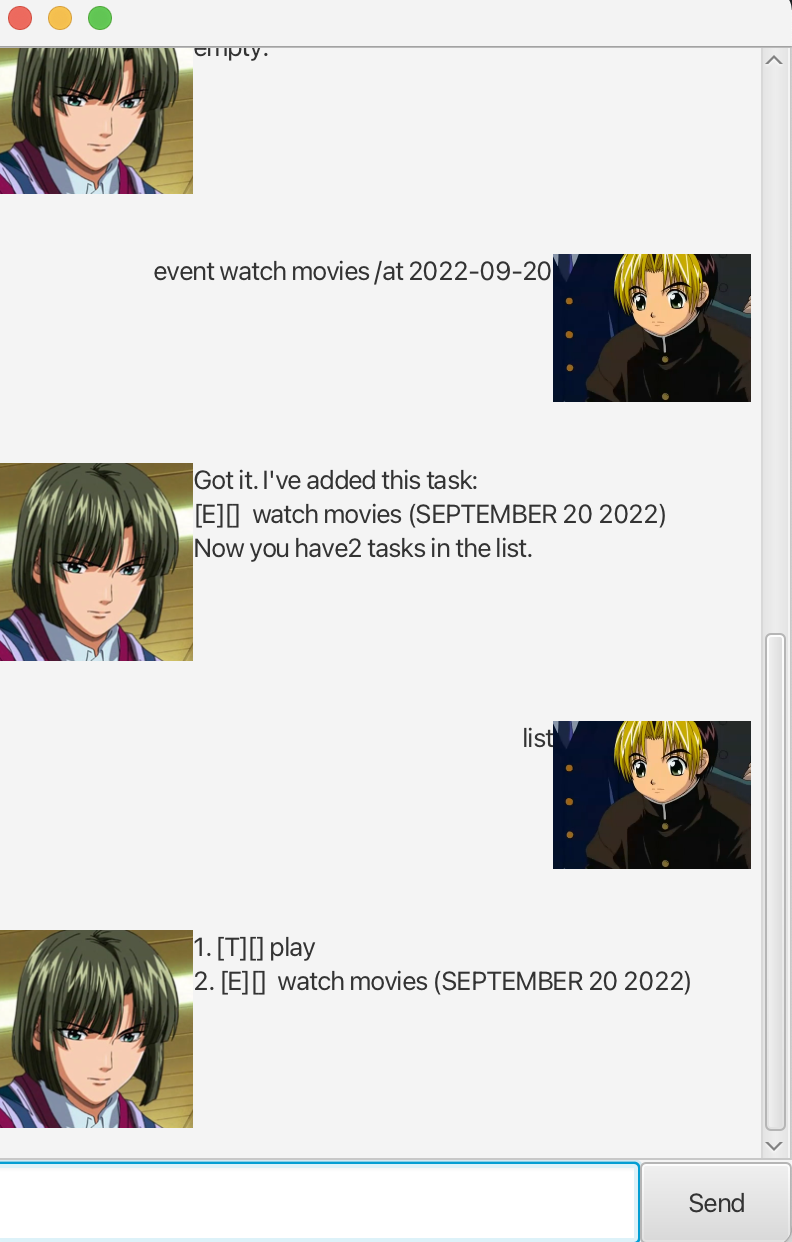 empty.
event watch movies /at 2022-09-20
Got it. I've added this task:
[E][]  watch movies (SEPTEMBER 20 2022)
Now you have2 tasks in the list.
list
1. [T][] play
2. [E][]  watch movies (SEPTEMBER 20 2022)
Send